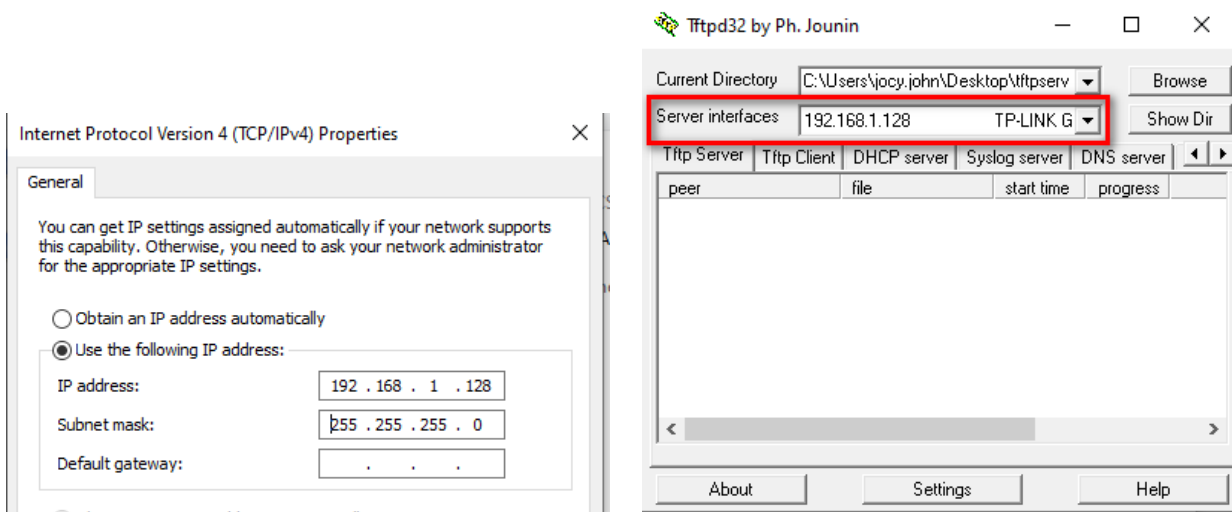 Internet Protocol Version 4 (TCP/IPv4) Properties
General
You can get IP settings assigned automatically if your network supports
this capability. Otherwise, you need to ask your network administrator
for the appropriate IP settings.
Obtain an IP address automatically
Use the following IP address:
IP address: 192 . 168 . 1 . 128
Subnet mask: 255 . 255 . 255 . 0
Default gateway: . . .
Tftpd32 by Ph. Jounin
Current Directory C:\Users\jocy.john\Desktop\tftpserv Browse
Server interfaces 192.168.1.128 TP-LINK G Show Dir
Tftp Server Tftp Client DHCP server Syslog server DNS server
peer file start time progress
About Settings Help